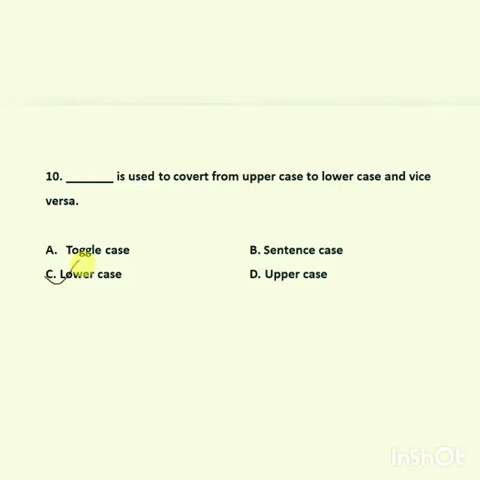 10. _______ is used to covert from upper case to lower case and vice
versa.
A. Toggle case B. Sentence case
C. Lower case D. Upper case
InShOt